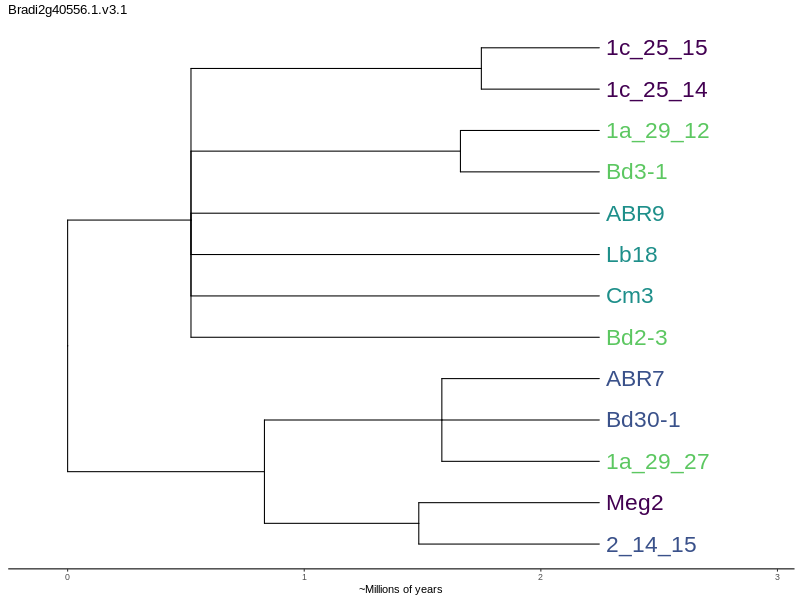 Bradi2g40556.1.v3.1
1c_25_15
1c_25_14
1a_29_12
Bd3-1
ABR9
Lb18
Cm3
Bd2-3
ABR7
Bd30-1
1a_29_27
Meg2
2_14_15
0 1 2 3
~Millions of years